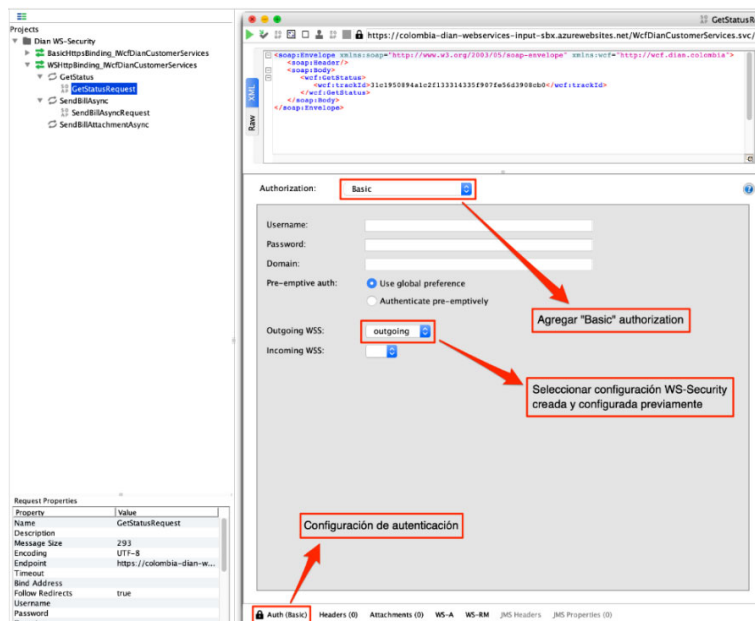 Projects
Dian WS-Security
BasicHttpsBinding_IWcfDianCustomerServices
WSHttpBinding_IWcfDianCustomerServices
GetStatus
GetStatusRequest
SendBillAsync
SendBillAsyncRequest
SendBillAttachmentAsync
Request Properties
Property Value
Name GetStatusRequest
Description
Message Size 293
Encoding UTF-8
Endpoint https://colombia-dian-w...
Timeout
Bind Address
Follow Redirects true
Username
Password
GetStatusR
https://colombia-dian-webservices-input-sbx.azurewebsites.net/WcfDianCustomerServices.svc/
XML
Raw
<soap:Envelope xmlns:soap="http://www.w3.org/2003/05/soap-envelope" xmlns:wcf="http://wcf.dian.colombia">
<soap:Header/>
<soap:Body>
<wcf:GetStatus>
<wcf:trackId>31c1950894a1c2f133314335f907fe56d3908cb0</wcf:trackId>
</wcf:GetStatus>
</soap:Body>
</soap:Envelope>
Authorization: Basic
Username:
Password:
Domain:
Pre-emptive auth: Use global preference
Authenticate pre-emptively
Agregar "Basic" authorization
Outgoing WSS: outgoing
Incoming WSS:
Seleccionar configuración WS-Security
creada y configurada previamente
Configuración de autenticación
Auth (Basic) Headers (0) Attachments (0) WS-A WS-RM JMS Headers JMS Properties (0)